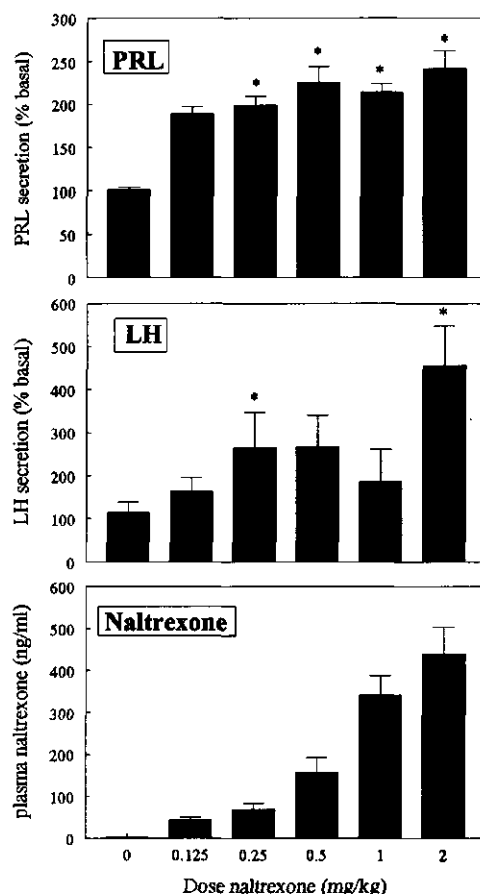 PRL secretion (% basal)
300
250
200
150
100
50
0
PRL
* * * *
LH secretion (% basal)
600
500
400
300
200
100
0
LH
* *
plasma naltrexone (ng/ml)
600
500
400
300
200
100
0
Naltrexone
0 0.125 0.25 0.5 1 2
Dose naltrexone (mg/kg)